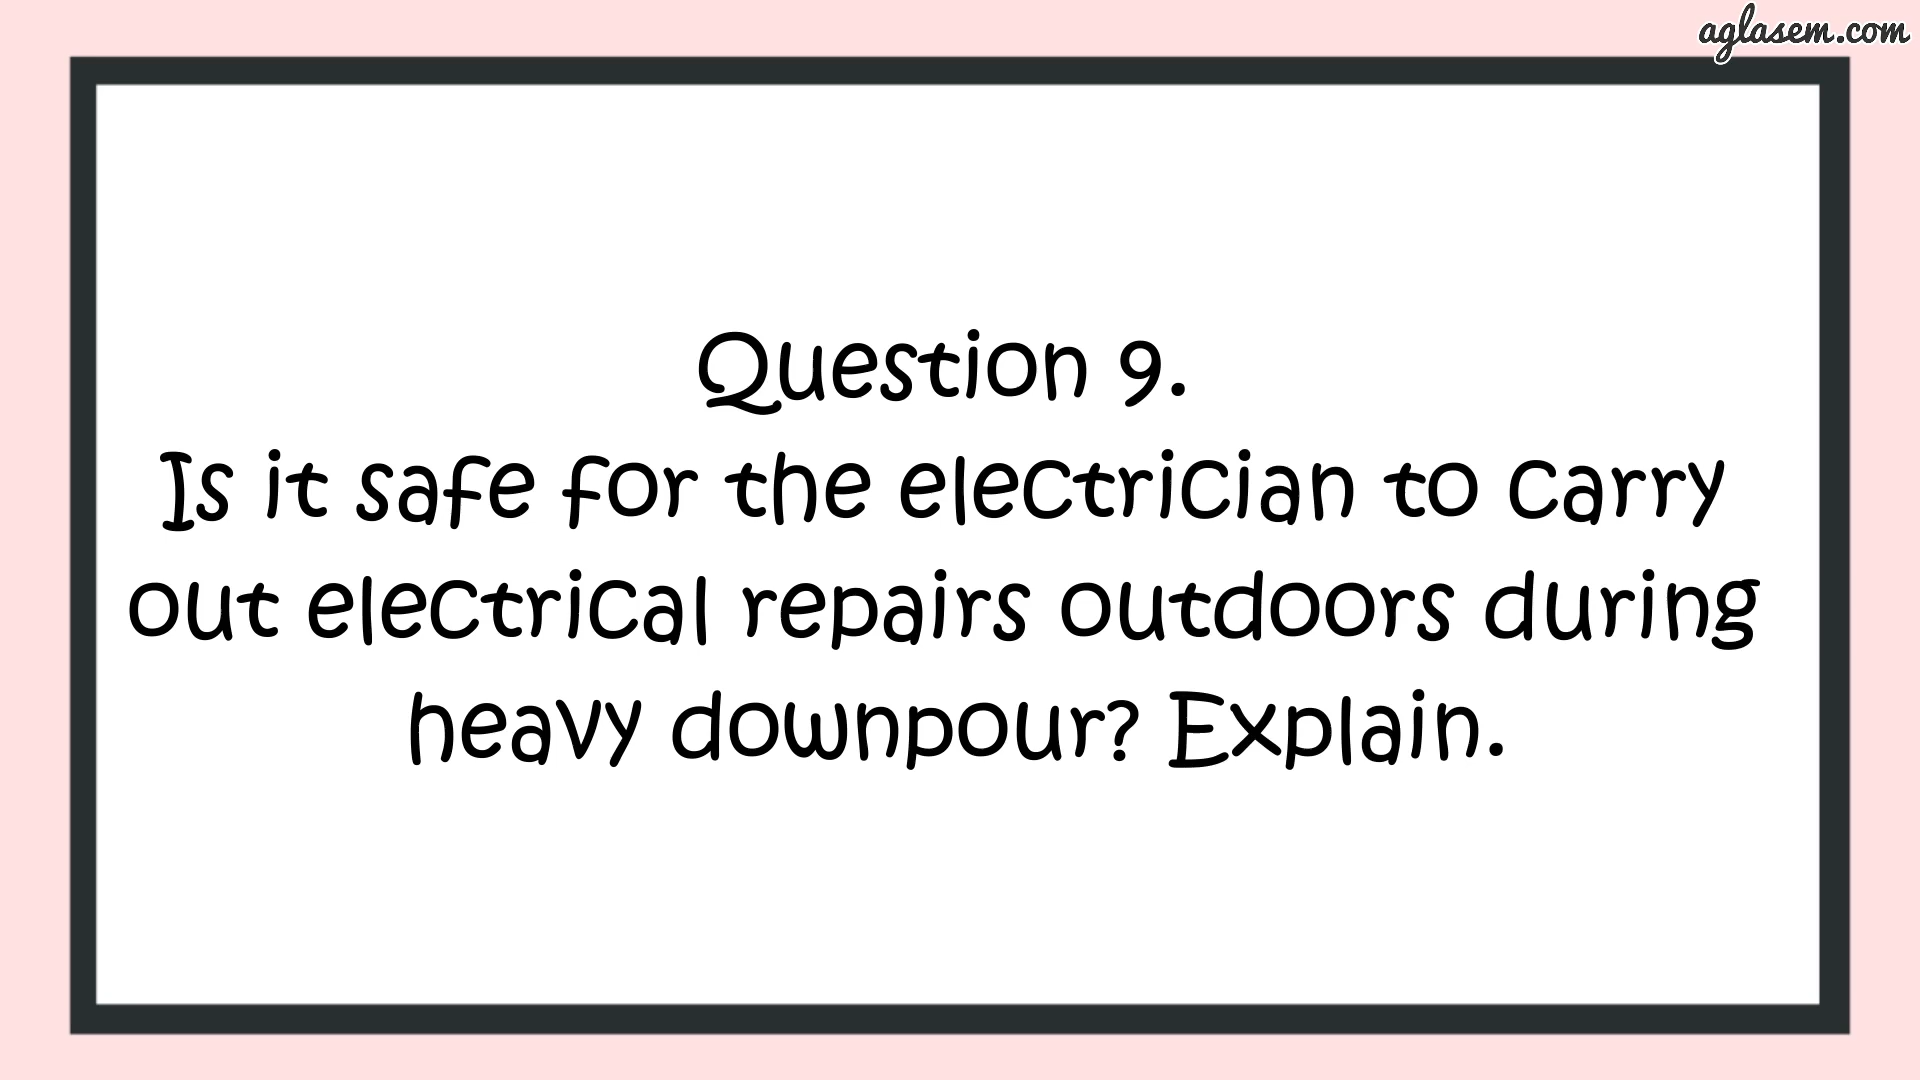 aglasem.com
Question 9.
Is it safe for the electrician to carry
out electrical repairs outdoors during
heavy downpour? Explain.